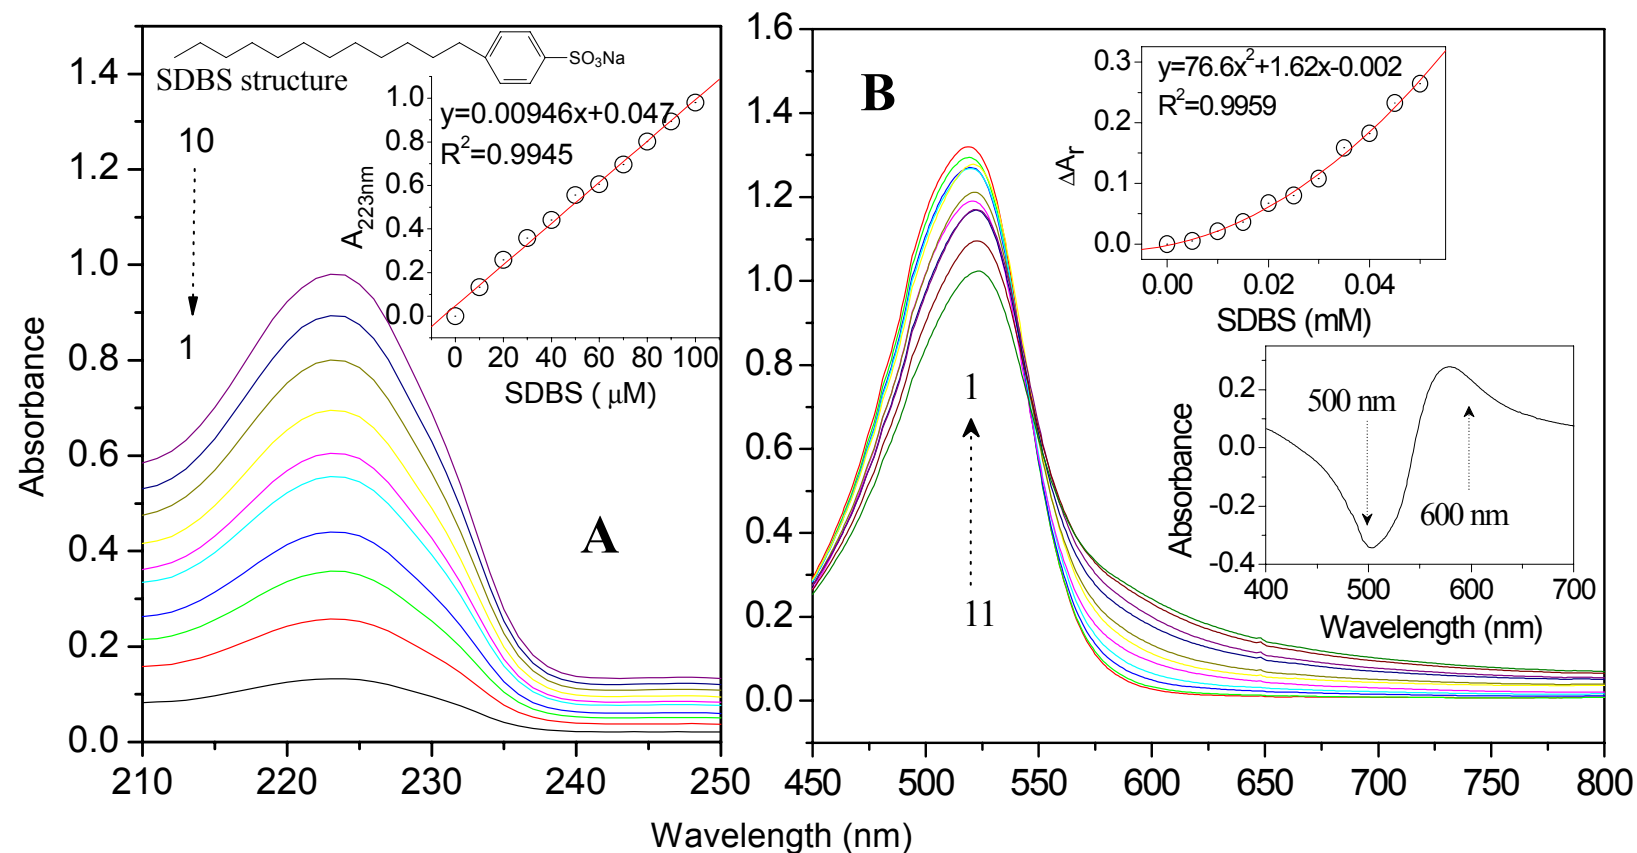 SO₃Na
SDBS structure
10
1
A
y=0.00946x+0.047
R²=0.9945
A₂₂₃nm
1.0
0.8
0.6
0.4
0.2
0.0
0 20 40 60 80 100
SDBS ( μM)
Absorbance
1.4
1.2
1.0
0.8
0.6
0.4
0.2
0.0
210 220 230 240 250
B
1
11
1.6
1.4
1.2
1.0
0.8
0.6
0.4
0.2
0.0
450 500 550 600 650 700 750 800
y=76.6x²+1.62x-0.002
R²=0.9959
ΔAr
0.3
0.2
0.1
0.0
0.00 0.02 0.04
SDBS (mM)
500 nm
600 nm
Absorbance
0.2
0.0
-0.2
-0.4
400 500 600 700
Wavelength (nm)
Wavelength (nm)